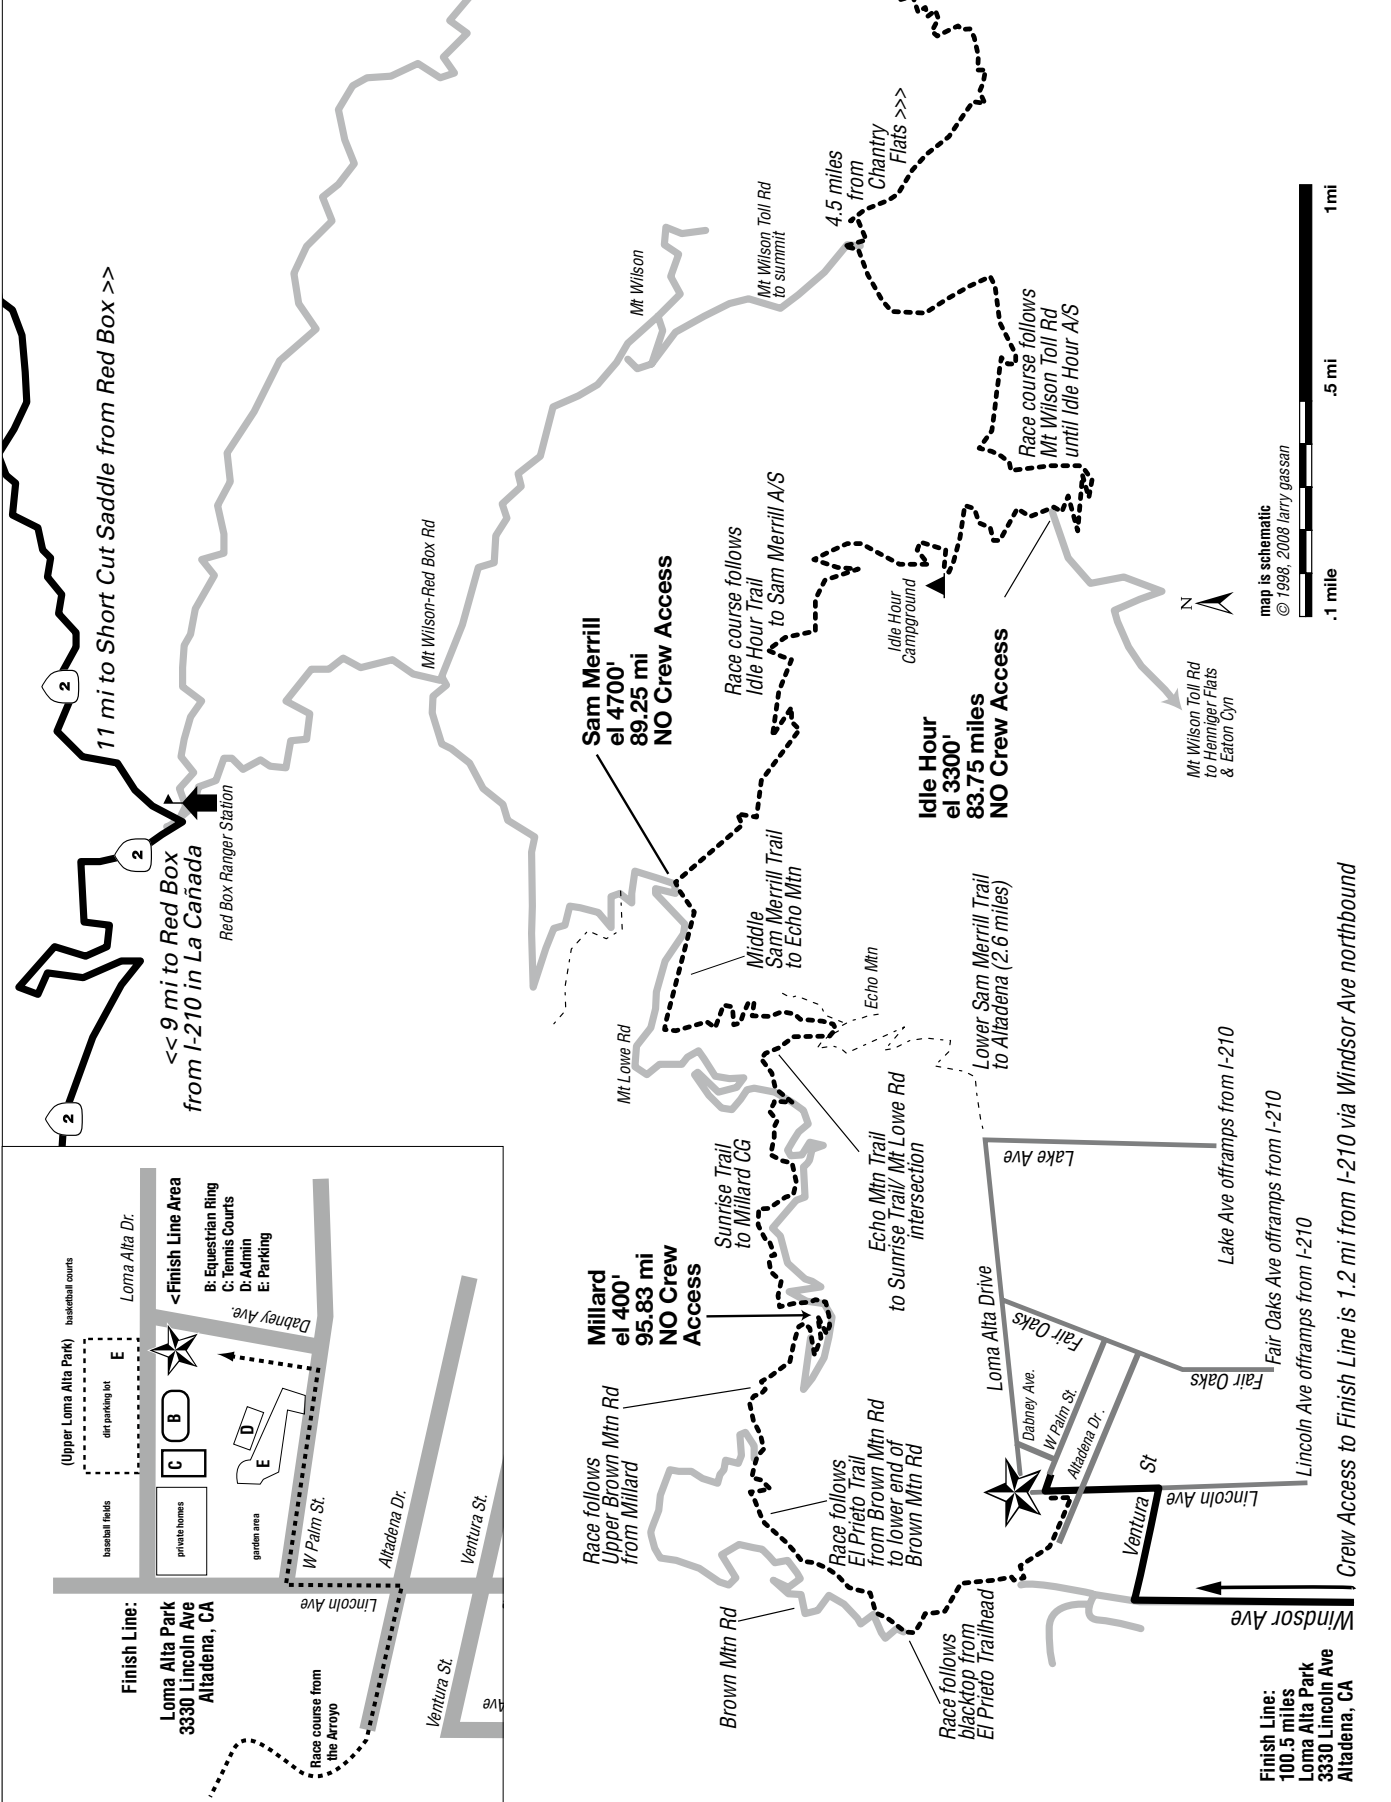 (Upper Loma Alta Park)
basketball courts
dirt parking lot
E
baseball fields
Loma Alta Dr.
<Finish Line Area
B: Equestrian Ring
C: Tennis Courts
D: Admin
E: Parking
C
B
private homes
D
E
garden area
Dabney Ave.
W Palm St.
Lincoln Ave
Altadena Dr.
Ventura St.
Ventura St.
Ave
Finish Line:
Loma Alta Park
3330 Lincoln Ave
Altadena, CA
Race course from
the Arroyo
2
2
2
11 mi to Short Cut Saddle from Red Box >>
<< 9 mi to Red Box
from I-210 in La Cañada
Red Box Ranger Station
Mt Wilson-Red Box Rd
Mt Wilson
Mt Wilson Toll Rd
to summit
4.5 miles
from
Chantry
Flats >>>
Race course follows
Mt Wilson Toll Rd
until Idle Hour A/S
Sam Merrill
el 4700'
89.25 mi
NO Crew Access
Race course follows
Idle Hour Trail
to Sam Merrill A/S
Idle Hour
Campground
Idle Hour
el 3300'
83.75 miles
NO Crew Access
Mt Wilson Toll Rd
to Henniger Flats
& Eaton Cyn
N
map is schematic
© 1998, 2008 larry gassan
.1 mile
.5 mi
1mi
Mt Lowe Rd
Middle
Sam Merrill Trail
to Echo Mtn
Echo Mtn
Lower Sam Merrill Trail
to Altadena (2.6 miles)
Sunrise Trail
to Millard CG
Echo Mtn Trail
to Sunrise Trail/ Mt Lowe Rd
intersection
Millard
el 400'
95.83 mi
NO Crew
Access
Race follows
Upper Brown Mtn Rd
from Millard
Race follows
El Prieto Trail
from Brown Mtn Rd
to lower end of
Brown Mtn Rd
Brown Mtn Rd
Race follows
blacktop from
El Prieto Trailhead
Loma Alta Drive
Lake Ave
Fair Oaks
Fair Oaks
Dabney Ave.
W Palm St.
Altadena Dr.
Ventura
St
Lincoln Ave
Windsor Ave
Lake Ave offramps from I-210
Fair Oaks Ave offramps from I-210
Lincoln Ave offramps from I-210
Crew Access to Finish Line is 1.2 mi from I-210 via Windsor Ave northbound
Finish Line:
100.5 miles
Loma Alta Park
3330 Lincoln Ave
Altadena, CA